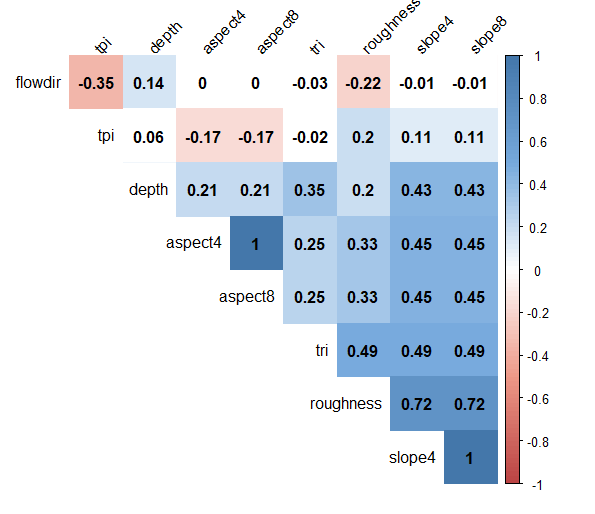 tpi depth aspect4 aspect8 tri roughness slope4 slope8
flowdir -0.35 0.14 0 0 -0.03 -0.22 -0.01 -0.01
tpi 0.06 -0.17 -0.17 -0.02 0.2 0.11 0.11
depth 0.21 0.21 0.35 0.2 0.43 0.43
aspect4 1 0.25 0.33 0.45 0.45
aspect8 0.25 0.33 0.45 0.45
tri 0.49 0.49 0.49
roughness 0.72 0.72
slope4 1
1
0.8
0.6
0.4
0.2
0
-0.2
-0.4
-0.6
-0.8
-1